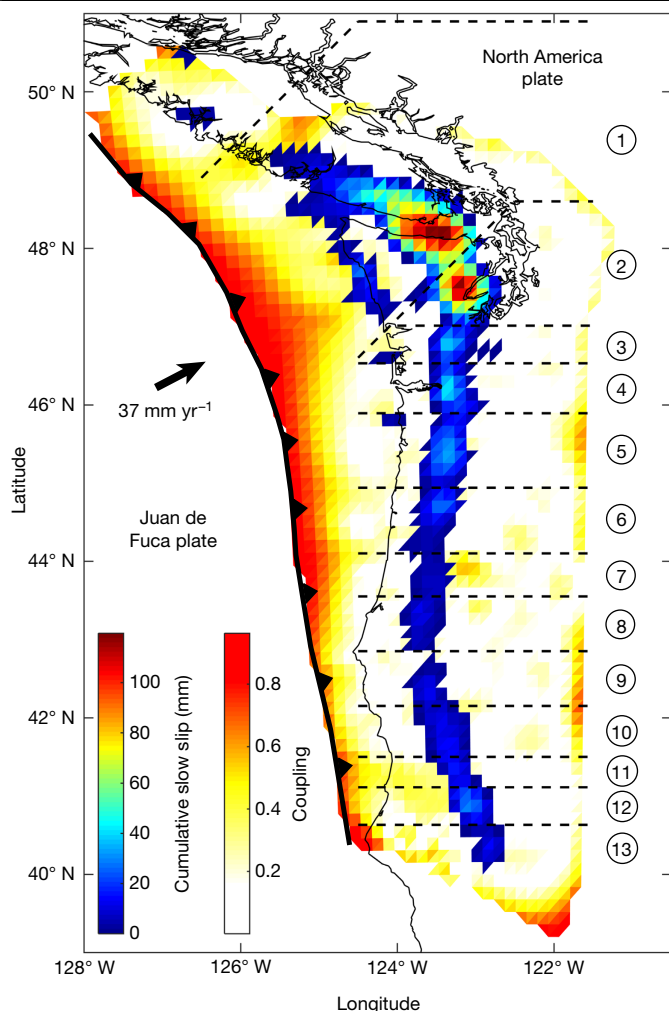 North America
plate
50° N
1
48° N
2
3
37 mm yr⁻¹
46° N
4
5
Latitude
Juan de
Fuca plate
6
44° N
7
8
100
80
60
40
20
0
Cumulative slow slip (mm)
0.8
0.6
0.4
0.2
Coupling
9
42° N
10
11
12
13
40° N
128° W
126° W
124° W
122° W
Longitude